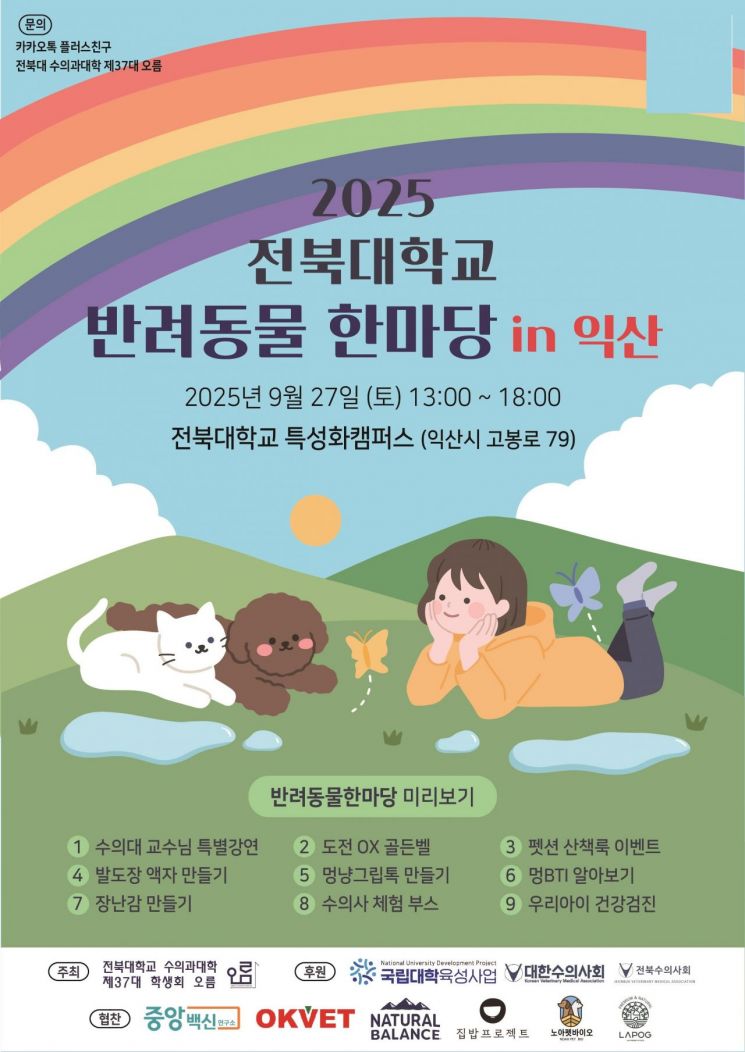 문의
카카오톡 플러스친구
전북대 수의과대학 제37대 오름
2025
전북대학교
반려동물 한마당 in 익산
2025년 9월 27일 (토) 13:00 ~ 18:00
전북대학교 특성화캠퍼스 (익산시 고봉로 79)
반려동물한마당 미리보기
1 수의대 교수님 특별강연
2 도전 OX 골든벨
3 펫션 산책룩 이벤트
4 발도장 액자 만들기
5 멍냥그립톡 만들기
6 멍BTI 알아보기
7 장난감 만들기
8 수의사 체험 부스
9 우리아이 건강검진
주최
전북대학교 수의과대학
제37대 학생회 오름
오름
후원
National University Development Project
국립대학육성사업
대한수의사회
Korean Veterinary Medical Association
전북수의사회
JEONBUK VETERINARY MEDICAL ASSOCIATION
협찬
중앙백신연구소
OKVET
NATURAL
BALANCE
집밥프로젝트
노아펫바이오
NOAH PET BIO
LAPOG